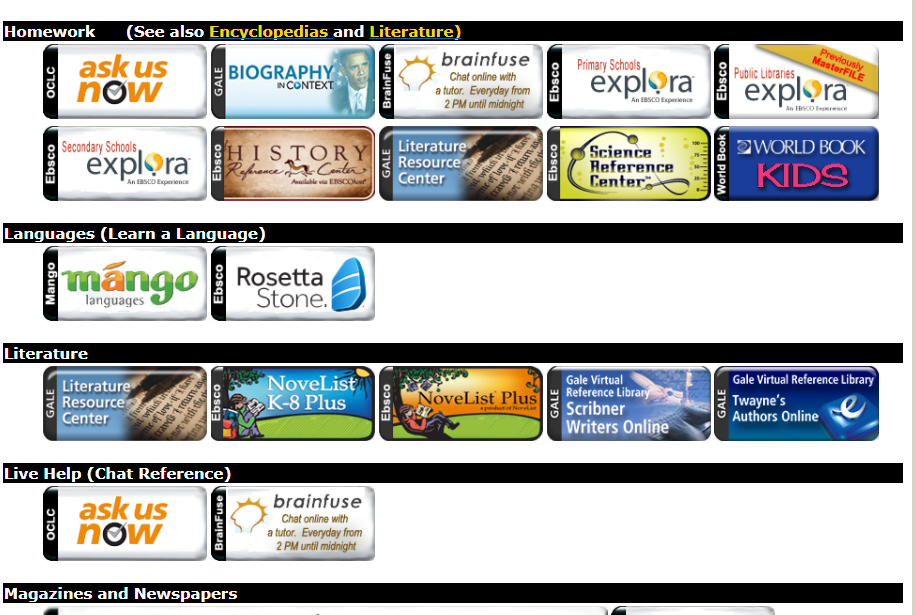 Homework (See also Encyclopedias and Literature)
OCLC
ask us
now
GALE
BIOGRAPHY
IN CONTEXT
BrainFuse
brainfuse
Chat online with
a tutor. Everyday from
2 PM until midnight
Ebsco
Primary Schools
explora
An EBSCO Experience
Ebsco
Previously
MasterFILE
Public Libraries
explora
An EBSCO Experience
Ebsco
Secondary Schools
explora
An EBSCO Experience
Ebsco
HISTORY
Reference Center
Available via EBSCOhost
GALE
Literature
Resource
Center
Ebsco
Science
Reference
Center™
World Book
WORLD BOOK
KIDS
Languages (Learn a Language)
Mango
mango
languages
Ebsco
Rosetta
Stone.
Literature
GALE
Literature
Resource
Center
Ebsco
NoveList
K-8 Plus
Ebsco
NoveList Plus
a product of NoveList
GALE
Gale Virtual
Reference Library
Scribner
Writers Online
GALE
Gale Virtual Reference Library
Twayne's
Authors Online
Live Help (Chat Reference)
OCLC
ask us
now
BrainFuse
brainfuse
Chat online with
a tutor. Everyday from
2 PM until midnight
Magazines and Newspapers